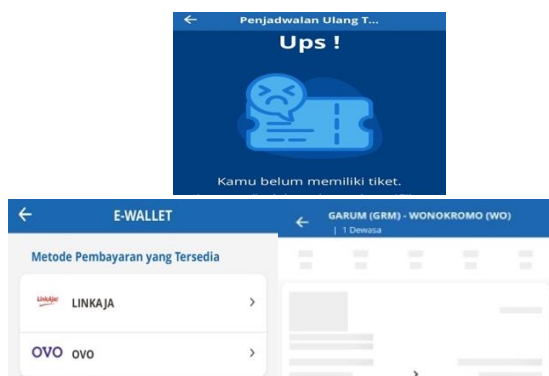 Penjadwalan Ulang T...
Ups !
Kamu belum memiliki tiket.
E-WALLET
Metode Pembayaran yang Tersedia
LinkAja!
LINKAJA
OVO
OVO
GARUM (GRM) - WONOKROMO (WO)
| 1 Dewasa